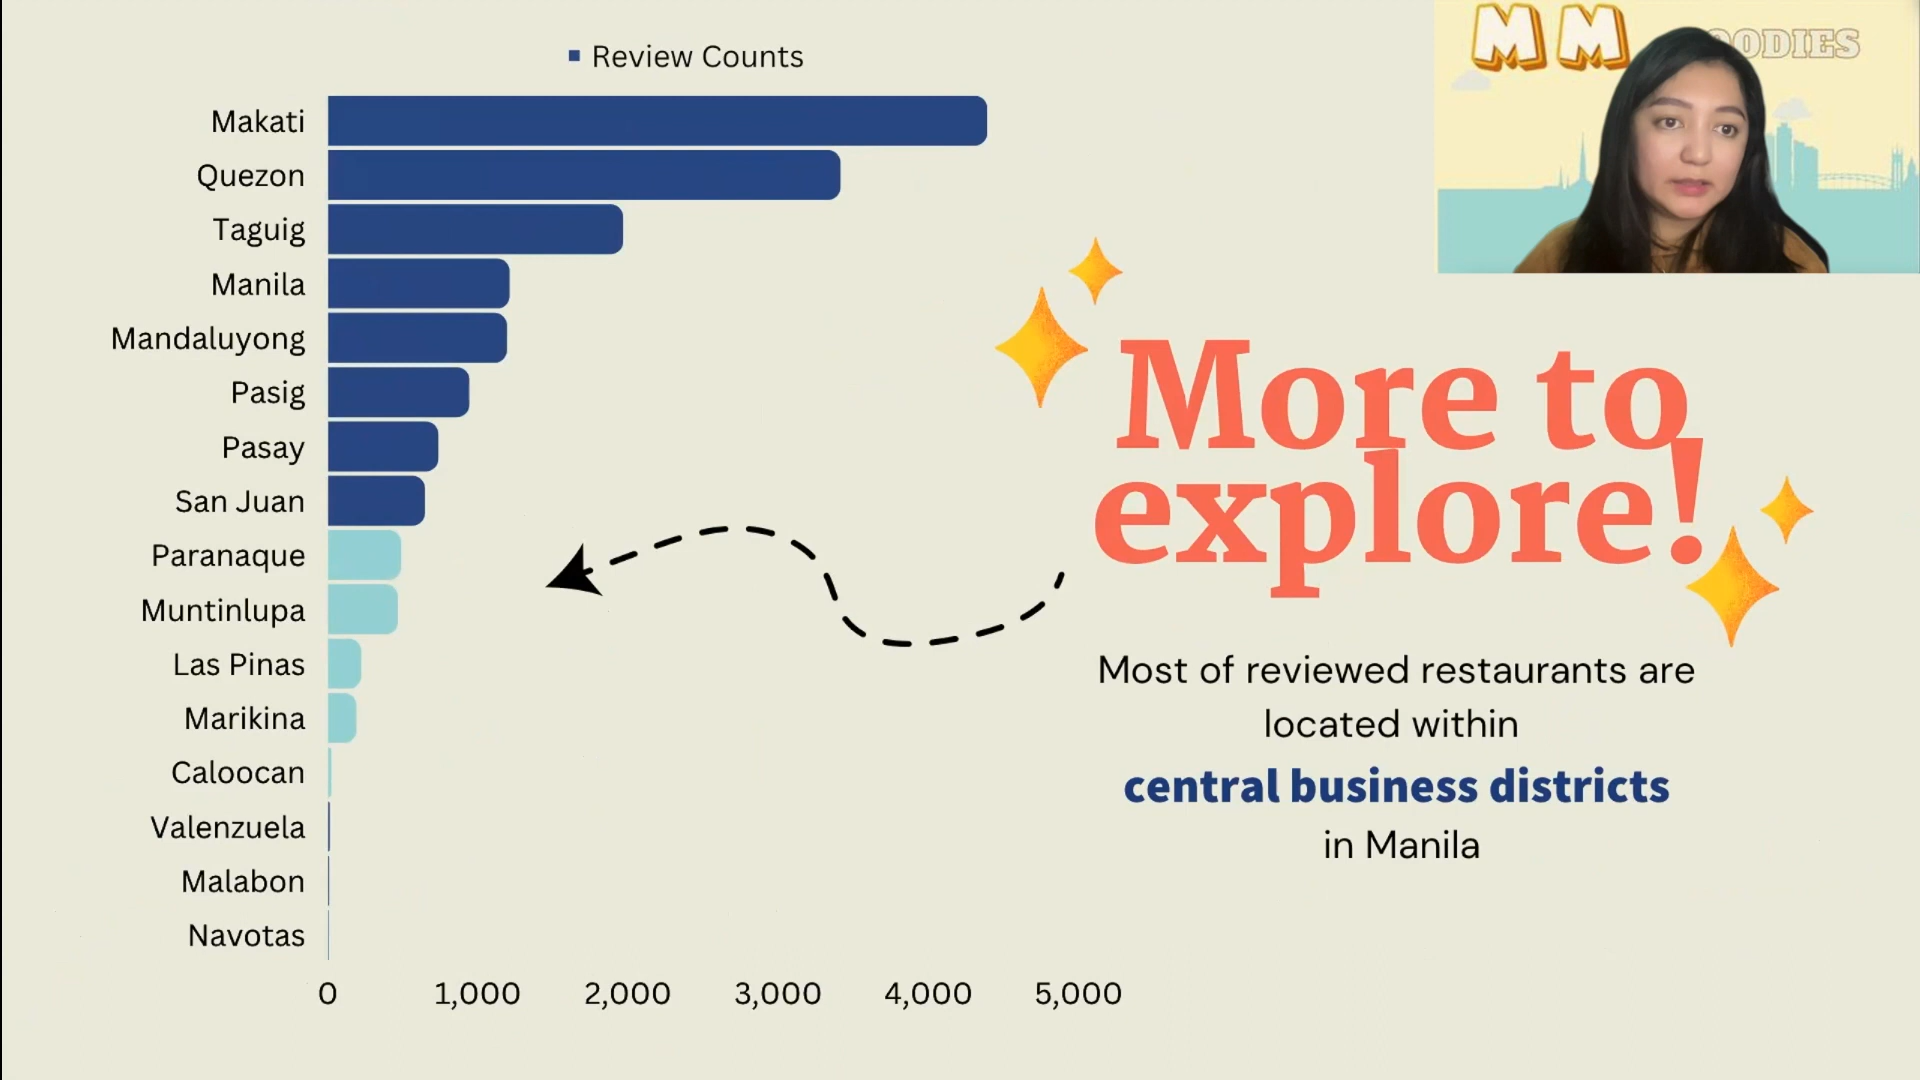 Review Counts
Makati
Quezon
Taguig
Manila
Mandaluyong
Pasig
Pasay
San Juan
Paranaque
Muntinlupa
Las Pinas
Marikina
Caloocan
Valenzuela
Malabon
Navotas
0 1,000 2,000 3,000 4,000 5,000
M M OODIES
More to
explore!
Most of reviewed restaurants are
located within
central business districts
in Manila